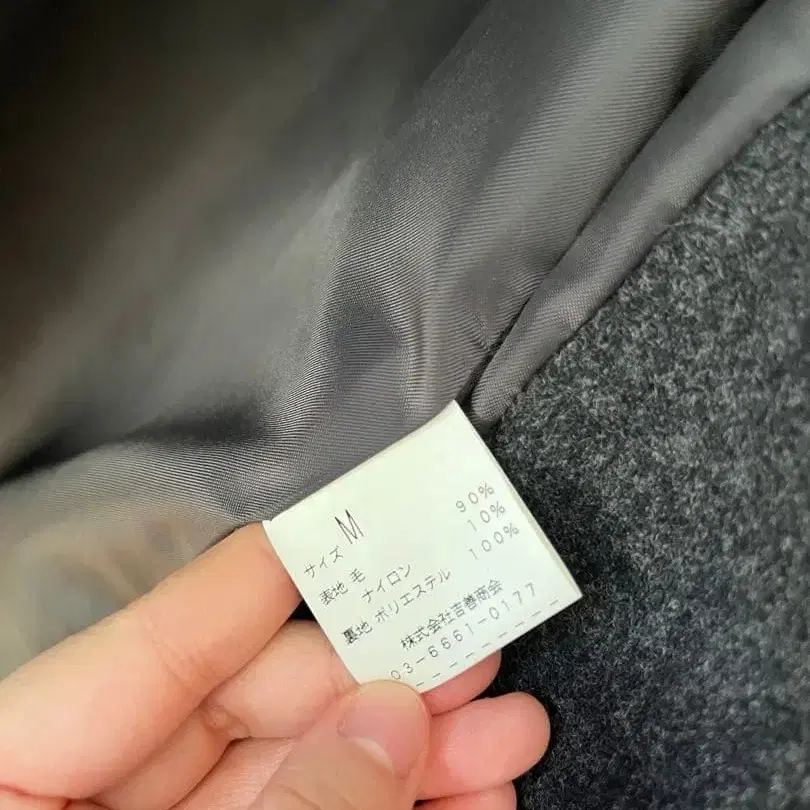 サイズ M
表地 毛 90%
ナイロン 10%
裏地 ポリエステル 100%
株式会社吉善商会
03-6661-0177